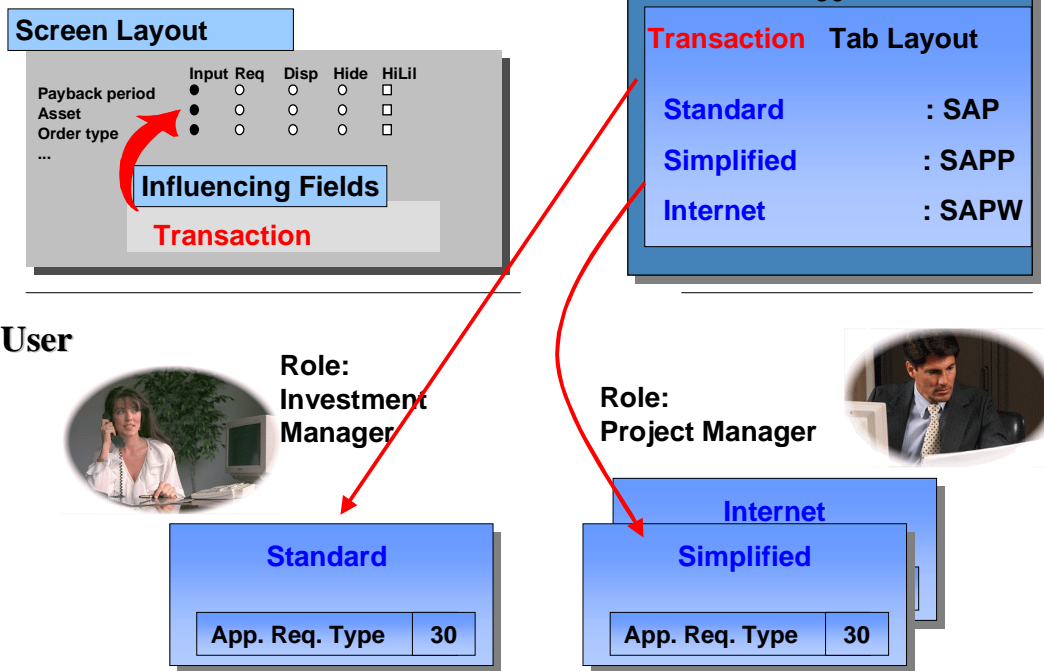 Screen Layout
Input Req Disp Hide HiLiI
Payback period
Asset
Order type
...
Influencing Fields
Transaction
Transaction Tab Layout
Standard : SAP
Simplified : SAPP
Internet : SAPW
User
Role:
Investment
Manager
Role:
Project Manager
Standard
App. Req. Type 30
Internet
Simplified
App. Req. Type 30